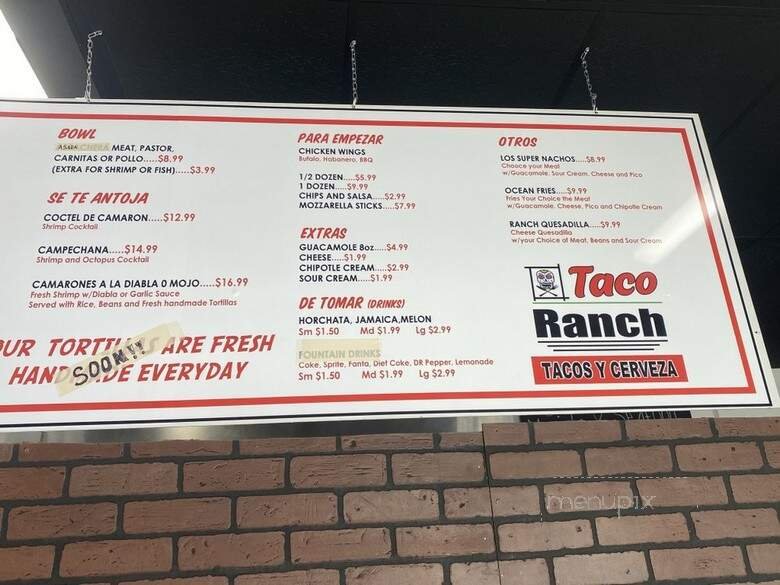 BOWL
MEAT, PASTOR,
CARNITAS OR POLLO.....$8.99
(EXTRA FOR SHRIMP OR FISH).....$3.99
SE TE ANTOJA
COCTEL DE CAMARON.....$12.99
Shrimp Cocktail
CAMPECHANA.....$14.99
Shrimp and Octopus Cocktail
CAMARONES A LA DIABLA O MOJO.....$16.99
Fresh Shrimp w/Diabla or Garlic Sauce
Served with Rice, Beans and Fresh handmade Tortillas
ARE FRESH
SOON!!
EVERYDAY
PARA EMPEZAR
CHICKEN WINGS
Bufalo, Habanero, BBQ
1/2 DOZEN.....$5.99
1 DOZEN.....$9.99
CHIPS AND SALSA.....$2.99
MOZZARELLA STICKS.....$7.99
EXTRAS
GUACAMOLE 8oz.....$4.99
CHEESE.....$1.99
CHIPOTLE CREAM.....$2.99
SOUR CREAM.....$1.99
DE TOMAR (DRINKS)
HORCHATA, JAMAICA,MELON
Sm $1.50 Md $1.99 Lg $2.99
FOUNTAIN DRINKS
Coke, Sprite, Fanta, Diet Coke, DR Pepper, Lemonade
Sm $1.50 Md $1.99 Lg $2.99
OTROS
LOS SUPER NACHOS.....$8.99
Choose your Meat
w/Guacamole, Sour Cream, Cheese and Pico
OCEAN FRIES.....$9.99
Fries Your Choice the Meat
w/Guacamole, Cheese, Pico and Chipotle Cream
RANCH QUESADILLA.....$9.99
Cheese Quesadilla
w/your Choice of Meat, Beans and Sour Cream
Taco
Ranch
TACOS Y CERVEZA
menupix